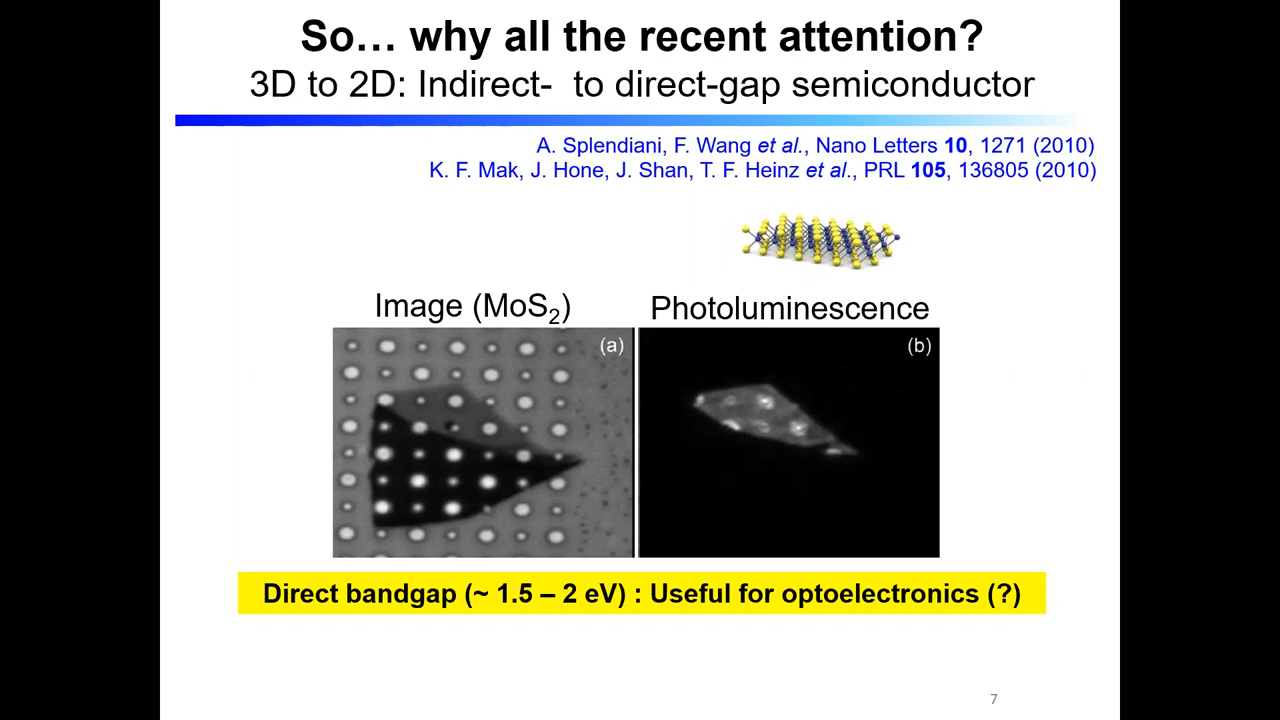 So… why all the recent attention?
3D to 2D: Indirect-  to direct-gap semiconductor
A. Splendiani, F. Wang et al., Nano Letters 10, 1271 (2010)
K. F. Mak, J. Hone, J. Shan, T. F. Heinz et al., PRL 105, 136805 (2010)
Image (MoS₂)
Photoluminescence
(a)
(b)
Direct bandgap (~ 1.5 – 2 eV) : Useful for optoelectronics (?)
7